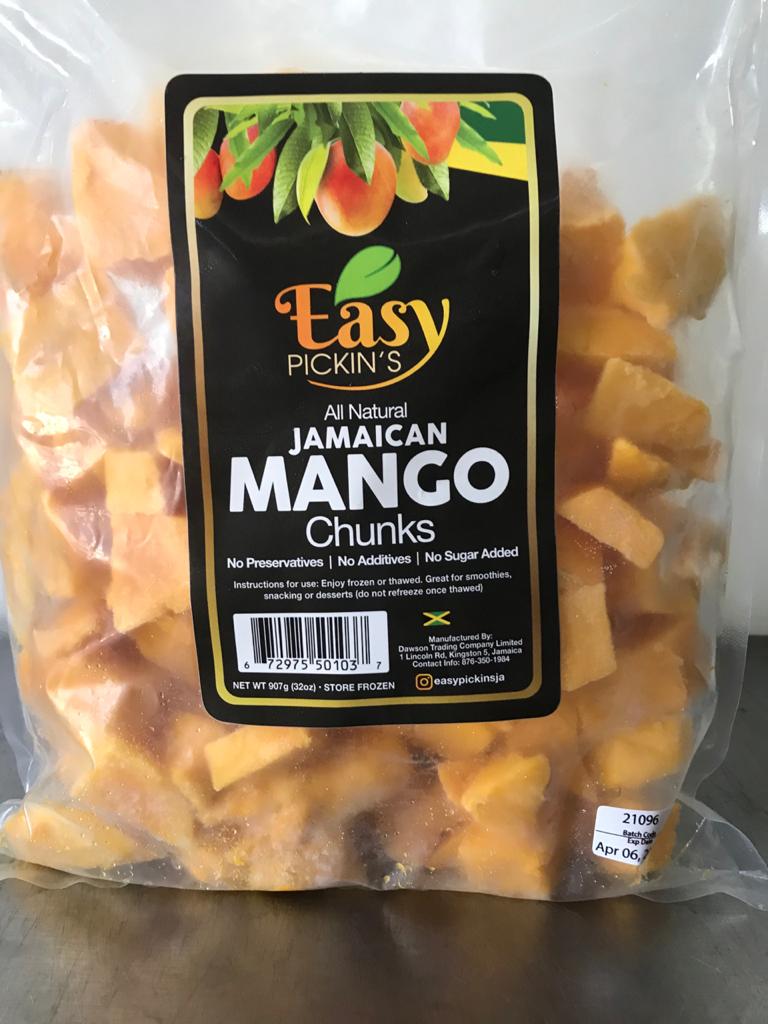 Easy
PICKIN'S
All Natural
JAMAICAN
MANGO
Chunks
No Preservatives | No Additives | No Sugar Added
Instructions for use: Enjoy frozen or thawed. Great for smoothies,
snacking or desserts (do not refreeze once thawed)
6 72975 50103 7
NET WT 907g (32oz) • STORE FROZEN
Manufactured By:
Dawson Trading Company Limited
1 Lincoln Rd, Kingston 5, Jamaica
Contact Info: 876-350-1984
easypickinsja
21096
Batch Code
Exp Date
Apr 06,